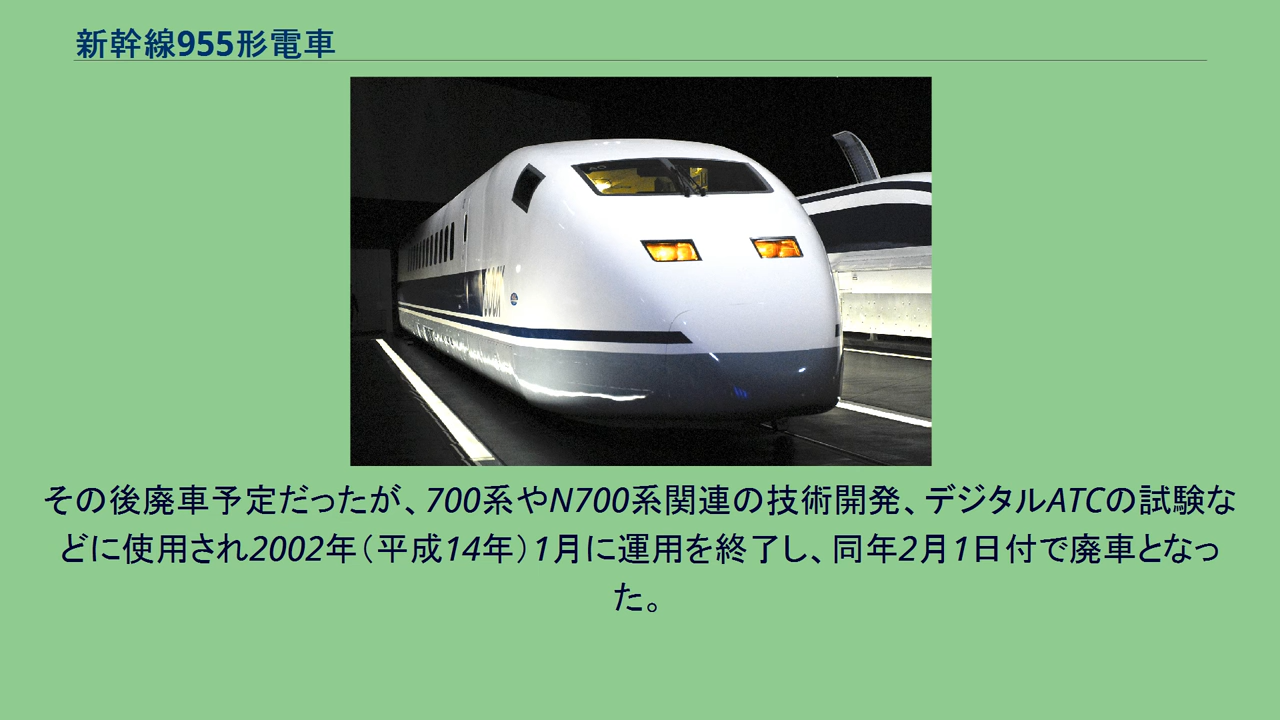 新幹線955形電車
その後廃車予定だったが、700系やN700系関連の技術開発、デジタルATCの試験な
どに使用され2002年（平成14年）1月に運用を終了し、同年2月1日付で廃車となっ
た。